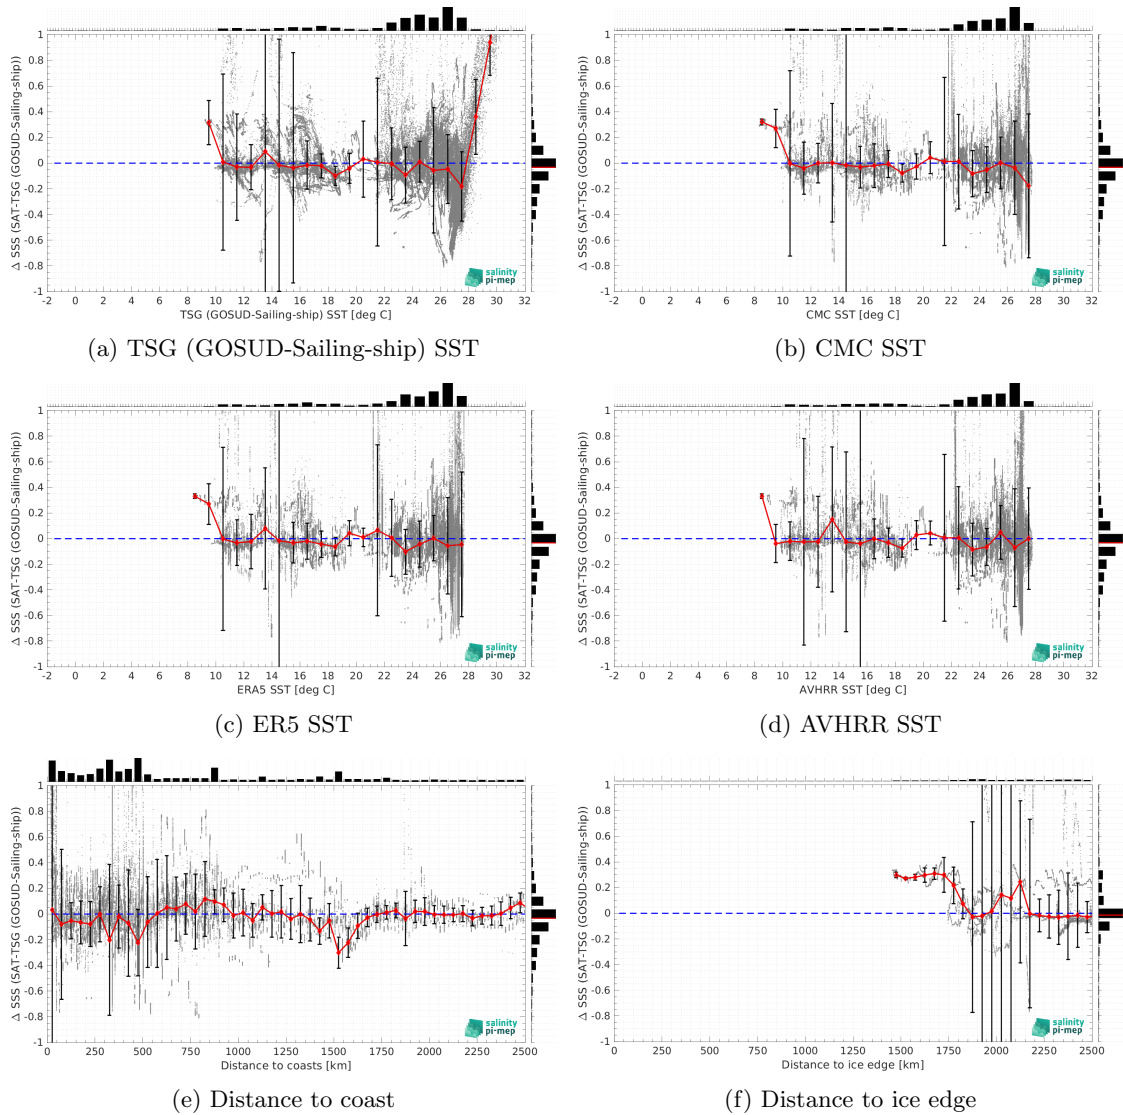 Δ SSS (SAT-TSG (GOSUD-Sailing-ship))
1
0.8
0.6
0.4
0.2
0
-0.2
-0.4
-0.6
-0.8
-1
salinity
pi-mep
-2 0 2 4 6 8 10 12 14 16 18 20 22 24 26 28 30 32
TSG (GOSUD-Sailing-ship) SST [deg C]
(a) TSG (GOSUD-Sailing-ship) SST
Δ SSS (SAT-TSG (GOSUD-Sailing-ship))
1
0.8
0.6
0.4
0.2
0
-0.2
-0.4
-0.6
-0.8
-1
salinity
pi-mep
-2 0 2 4 6 8 10 12 14 16 18 20 22 24 26 28 30 32
CMC SST [deg C]
(b) CMC SST
Δ SSS (SAT-TSG (GOSUD-Sailing-ship))
1
0.8
0.6
0.4
0.2
0
-0.2
-0.4
-0.6
-0.8
-1
salinity
pi-mep
-2 0 2 4 6 8 10 12 14 16 18 20 22 24 26 28 30 32
ERA5 SST [deg C]
(c) ER5 SST
Δ SSS (SAT-TSG (GOSUD-Sailing-ship))
1
0.8
0.6
0.4
0.2
0
-0.2
-0.4
-0.6
-0.8
-1
salinity
pi-mep
-2 0 2 4 6 8 10 12 14 16 18 20 22 24 26 28 30 32
AVHRR SST [deg C]
(d) AVHRR SST
Δ SSS (SAT-TSG (GOSUD-Sailing-ship))
1
0.8
0.6
0.4
0.2
0
-0.2
-0.4
-0.6
-0.8
-1
salinity
pi-mep
0 250 500 750 1000 1250 1500 1750 2000 2250 2500
Distance to coasts [km]
(e) Distance to coast
Δ SSS (SAT-TSG (GOSUD-Sailing-ship))
1
0.8
0.6
0.4
0.2
0
-0.2
-0.4
-0.6
-0.8
-1
salinity
pi-mep
0 250 500 750 1000 1250 1500 1750 2000 2250 2500
Distance to ice edge [km]
(f) Distance to ice edge